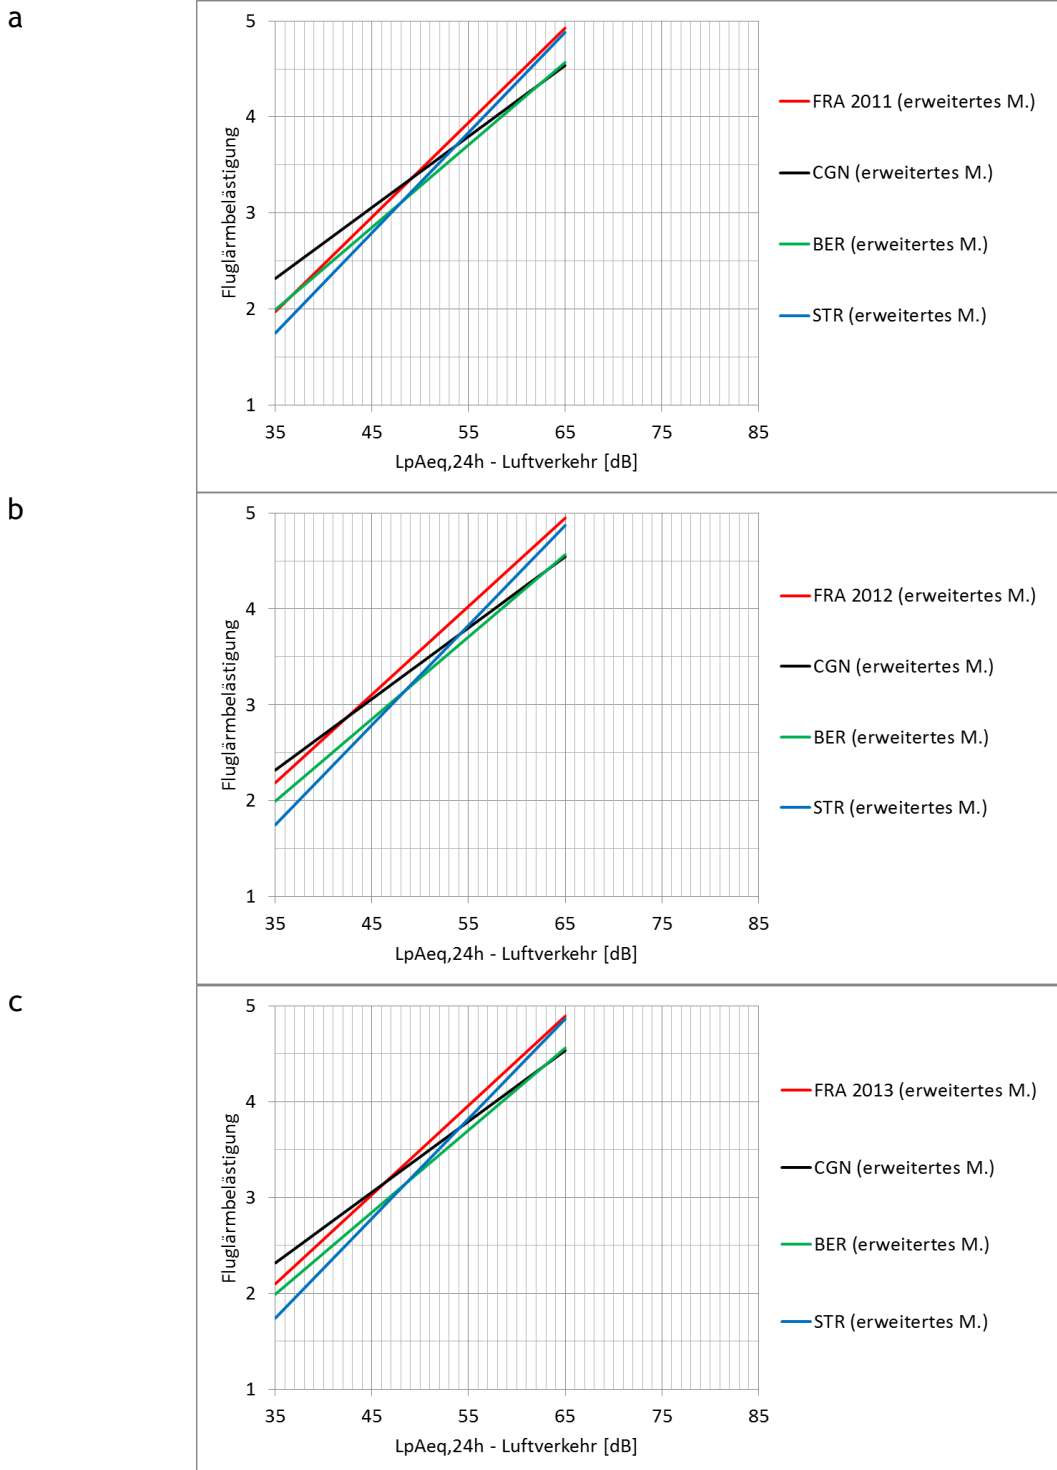 a
5
4
3
2
1
35 45 55 65 75 85
Fluglärmbelästigung
LpAeq,24h - Luftverkehr [dB]
FRA 2011 (erweitertes M.)
CGN (erweitertes M.)
BER (erweitertes M.)
STR (erweitertes M.)
b
5
4
3
2
1
35 45 55 65 75 85
Fluglärmbelästigung
LpAeq,24h - Luftverkehr [dB]
FRA 2012 (erweitertes M.)
CGN (erweitertes M.)
BER (erweitertes M.)
STR (erweitertes M.)
c
5
4
3
2
1
35 45 55 65 75 85
Fluglärmbelästigung
LpAeq,24h - Luftverkehr [dB]
FRA 2013 (erweitertes M.)
CGN (erweitertes M.)
BER (erweitertes M.)
STR (erweitertes M.)